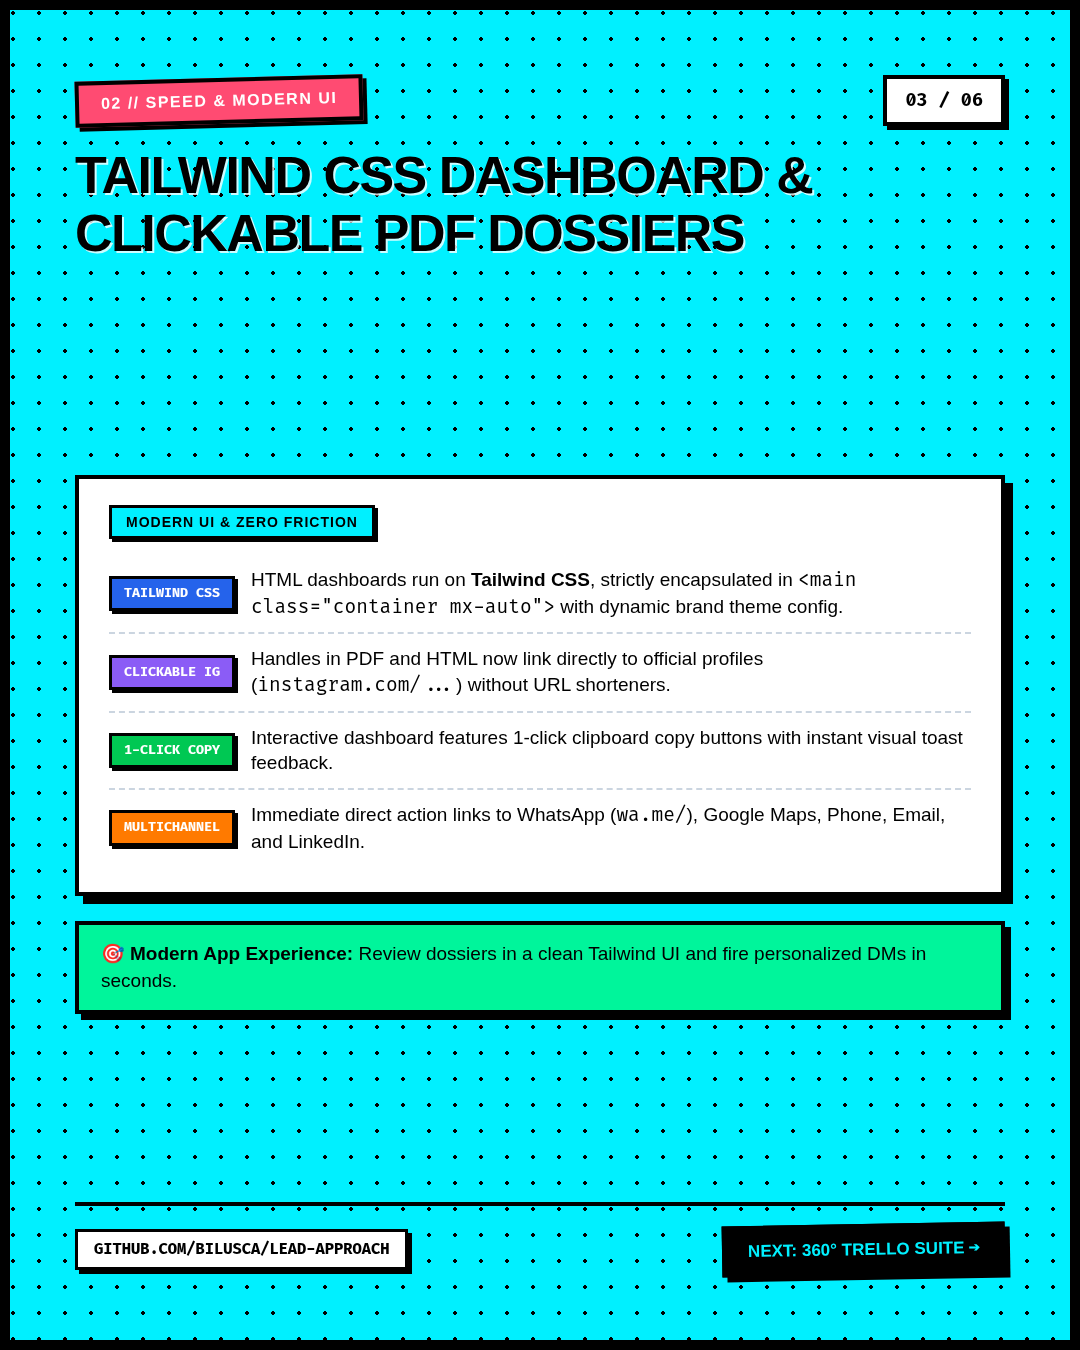 02 // SPEED & MODERN UI
03 / 06
TAILWIND CSS DASHBOARD &
CLICKABLE PDF DOSSIERS
MODERN UI & ZERO FRICTION
TAILWIND CSS
HTML dashboards run on Tailwind CSS, strictly encapsulated in <main
class="container mx-auto"> with dynamic brand theme config.
CLICKABLE IG
Handles in PDF and HTML now link directly to official profiles
(instagram.com/...) without URL shorteners.
1-CLICK COPY
Interactive dashboard features 1-click clipboard copy buttons with instant visual toast
feedback.
MULTICHANNEL
Immediate direct action links to WhatsApp (wa.me/), Google Maps, Phone, Email,
and LinkedIn.
🎯 Modern App Experience: Review dossiers in a clean Tailwind UI and fire personalized DMs in
seconds.
GITHUB.COM/BILUSCA/LEAD-APPROACH
NEXT: 360° TRELLO SUITE ➔